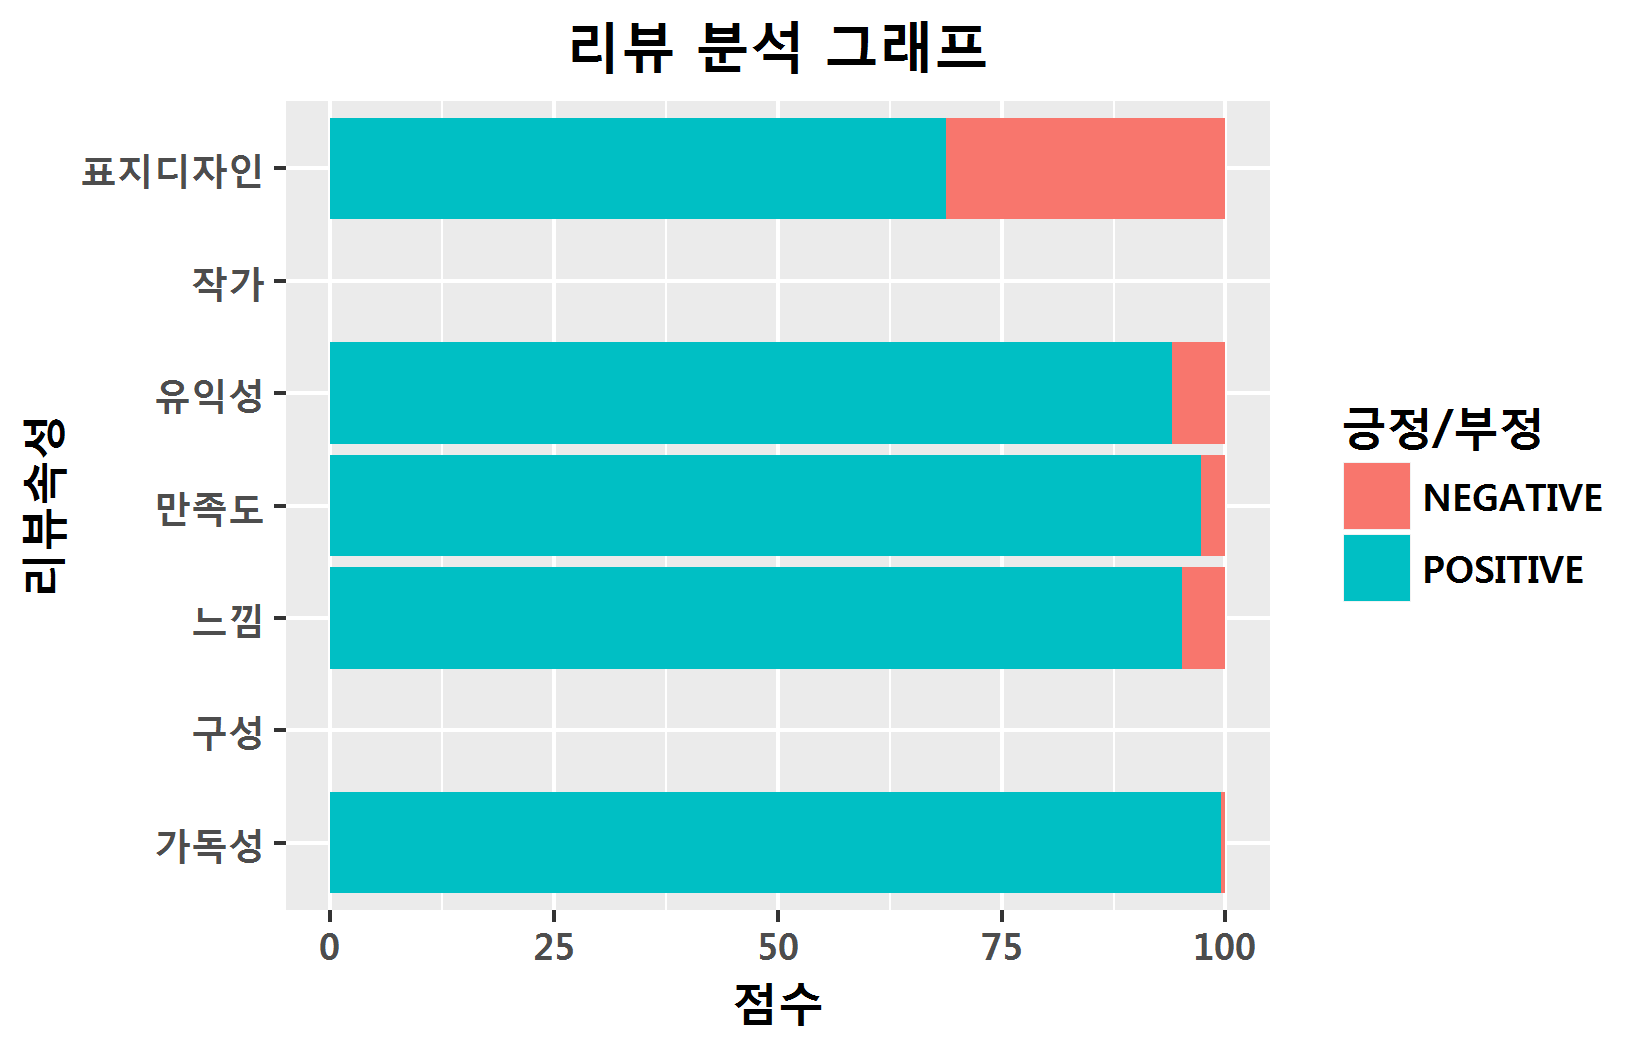 리뷰 분석 그래프
리뷰속성
표지디자인
작가
유익성
만족도
느낌
구성
가독성
0 25 50 75 100
점수
긍정/부정
NEGATIVE
POSITIVE